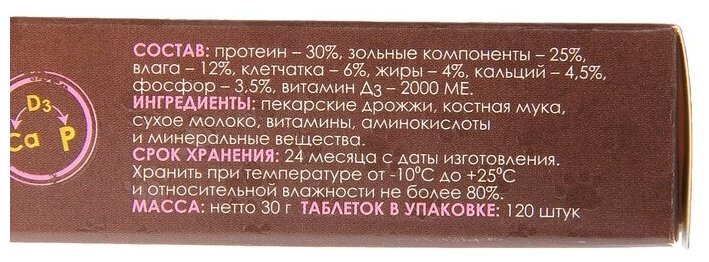 СОСТАВ: протеин – 30%, зольные компоненты – 25%,
влага – 12%, клетчатка – 6%, жиры – 4%, кальций – 4,5%,
фосфор – 3,5%, витамин Д3 – 2000 МЕ.
ИНГРЕДИЕНТЫ: пекарские дрожжи, костная мука,
сухое молоко, витамины, аминокислоты
и минеральные вещества.
СРОК ХРАНЕНИЯ: 24 месяца с даты изготовления.
Хранить при температуре от -10⁰С до +25⁰С
и относительной влажности не более 80%.
МАССА: нетто 30 г ТАБЛЕТОК В УПАКОВКЕ: 120 штук
D3
Ca P